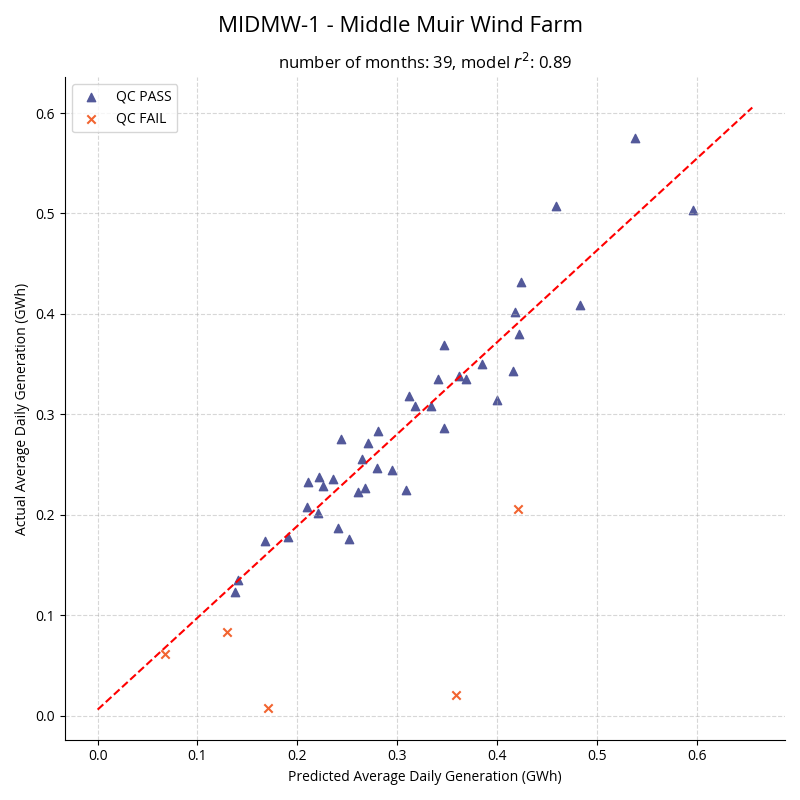 MIDMW-1 - Middle Muir Wind Farm
number of months: 39, model r²: 0.89
QC PASS
QC FAIL
Actual Average Daily Generation (GWh)
0.6
0.5
0.4
0.3
0.2
0.1
0.0
0.0 0.1 0.2 0.3 0.4 0.5 0.6
Predicted Average Daily Generation (GWh)